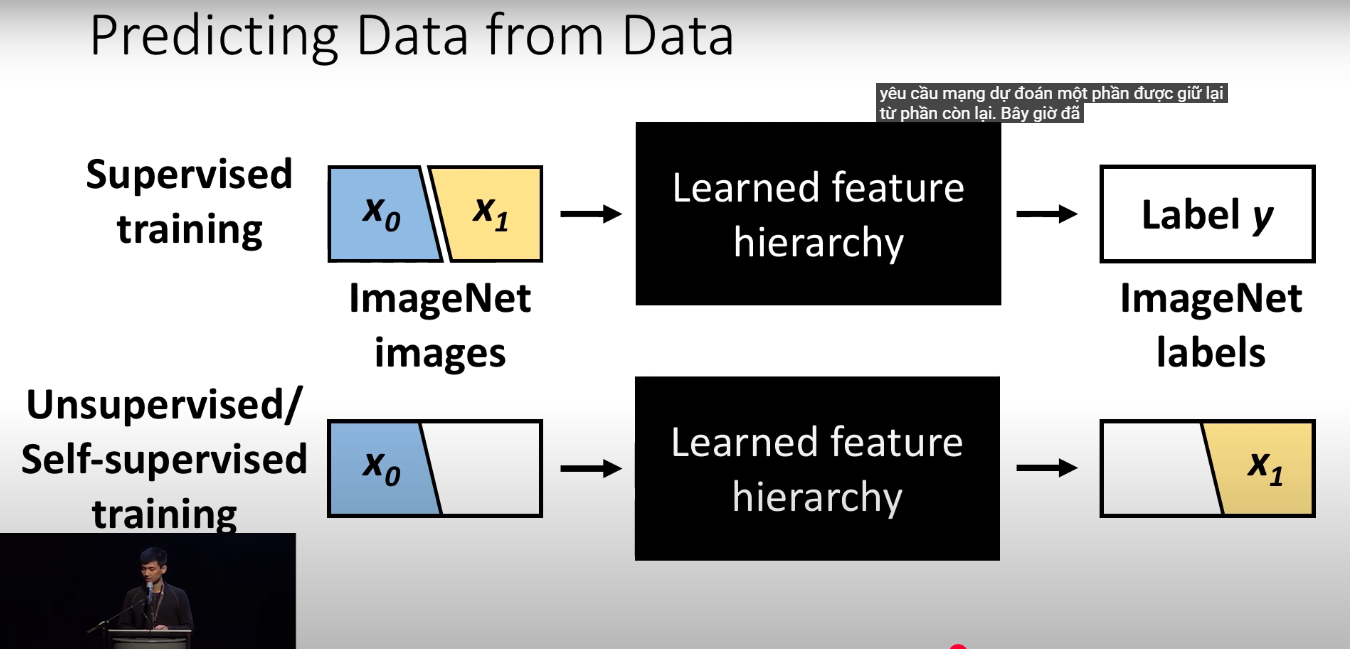 Predicting Data from Data
yêu cầu mạng dự đoán một phần được giữ lại
từ phần còn lại. Bây giờ đã
Supervised
training
x₀
x₁
Learned feature
hierarchy
Label y
ImageNet
images
ImageNet
labels
Unsupervised/
Self-supervised
training
x₀
Learned feature
hierarchy
x₁